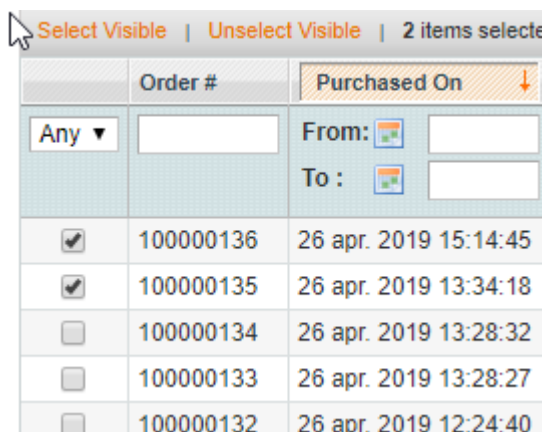 Select Visible | Unselect Visible | 2 items selecte
Order # Purchased On
Any From:
To :
100000136 26 apr. 2019 15:14:45
100000135 26 apr. 2019 13:34:18
100000134 26 apr. 2019 13:28:32
100000133 26 apr. 2019 13:28:27
100000132 26 apr. 2019 12:24:40